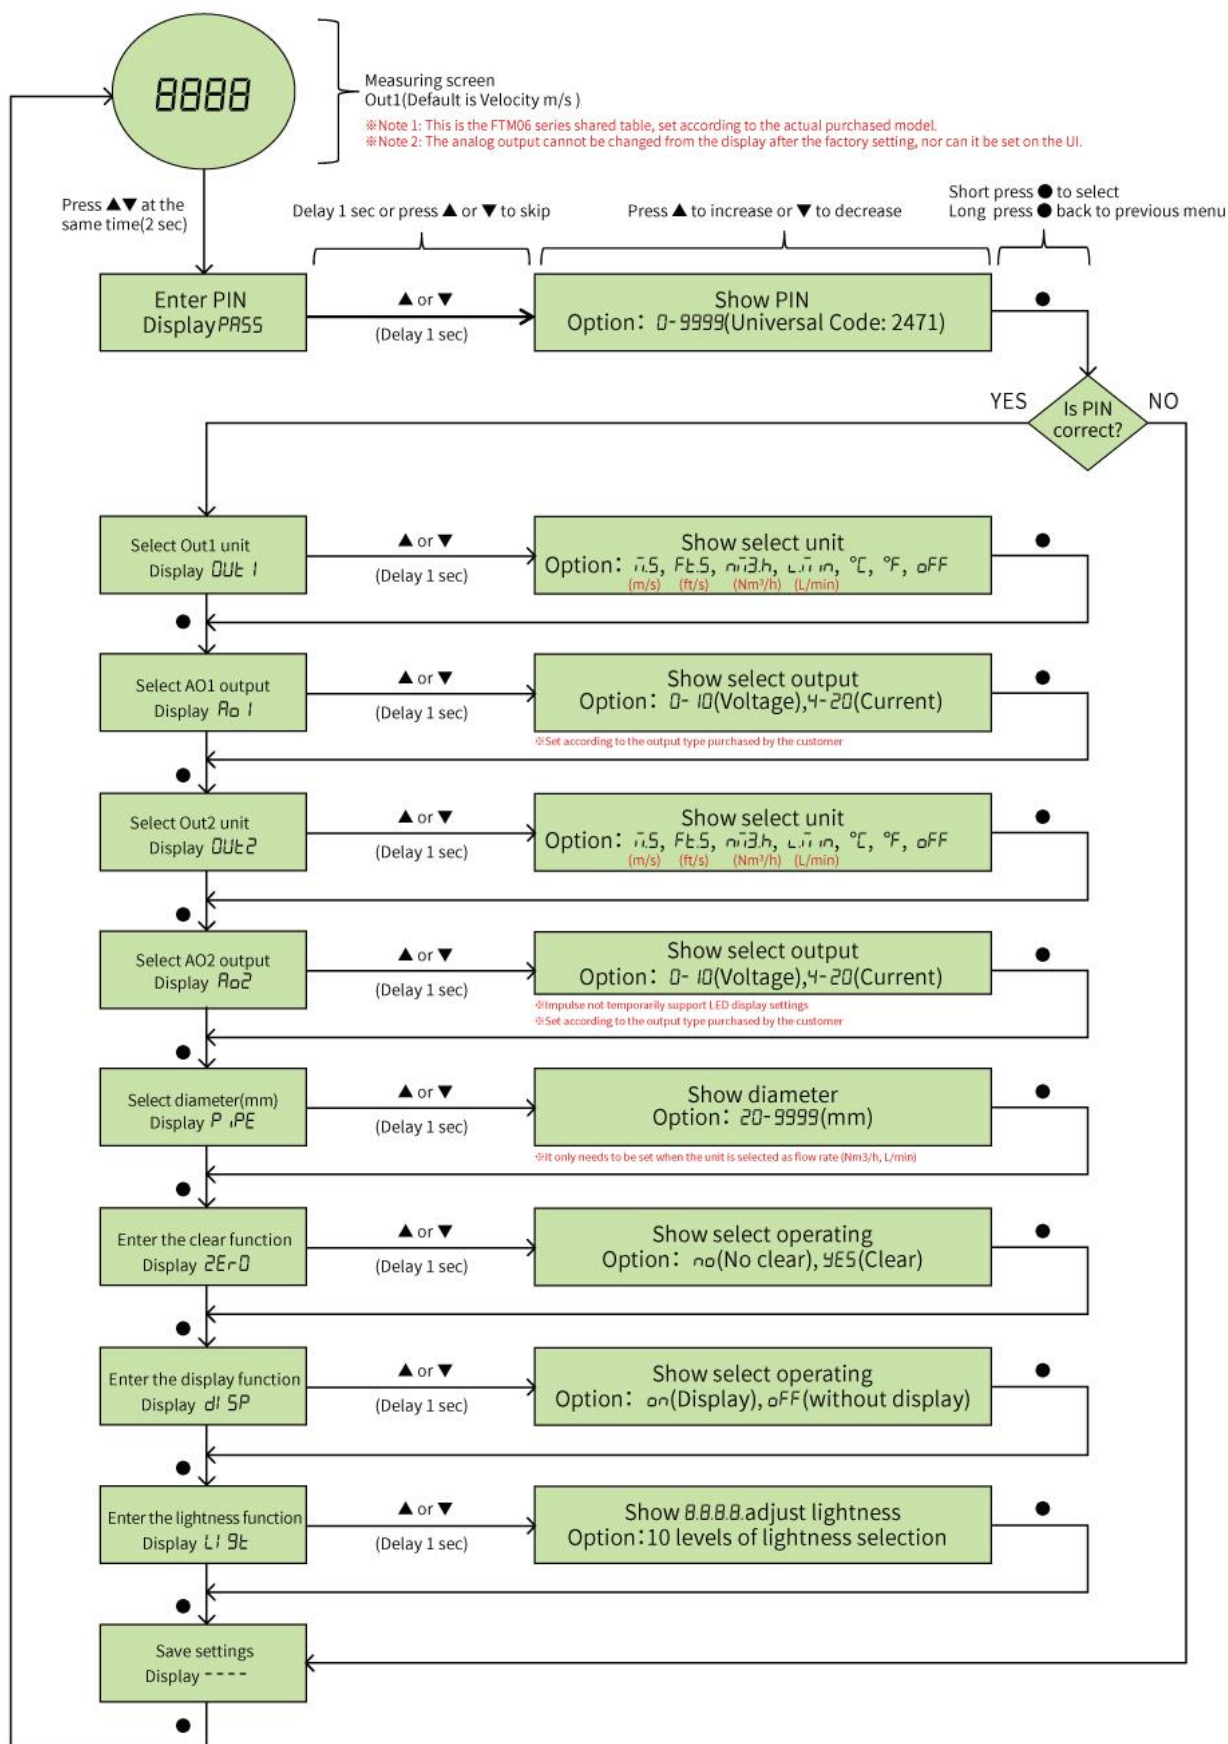 8888
Measuring screen
Out1(Default is Velocity m/s )
※Note 1: This is the FTM06 series shared table, set according to the actual purchased model.
※Note 2: The analog output cannot be changed from the display after the factory setting, nor can it be set on the UI.
Press ▲▼ at the
same time(2 sec)
Delay 1 sec or press ▲ or ▼ to skip
Press ▲ to increase or ▼ to decrease
Short press ● to select
Long press ● back to previous menu
Enter PIN
Display PASS
▲ or ▼
(Delay 1 sec)
Show PIN
Option: 0-9999(Universal Code: 2471)
●
YES
Is PIN
correct?
NO
Select Out1 unit
Display OUt 1
▲ or ▼
(Delay 1 sec)
Show select unit
Option: m.S, Ft.S, nm3.h, L.min, °C, °F, oFF
(m/s) (ft/s) (Nm³/h) (L/min)
●
●
Select AO1 output
Display Ao 1
▲ or ▼
(Delay 1 sec)
Show select output
Option: 0-10(Voltage),4-20(Current)
※Set according to the output type purchased by the customer
●
●
Select Out2 unit
Display OUt2
▲ or ▼
(Delay 1 sec)
Show select unit
Option: m.S, Ft.S, nm3.h, L.min, °C, °F, oFF
(m/s) (ft/s) (Nm³/h) (L/min)
●
●
Select AO2 output
Display Ao2
▲ or ▼
(Delay 1 sec)
Show select output
Option: 0-10(Voltage),4-20(Current)
※Impulse not temporarily support LED display settings
※Set according to the output type purchased by the customer
●
●
Select diameter(mm)
Display PiPE
▲ or ▼
(Delay 1 sec)
Show diameter
Option: 20-9999(mm)
※It only needs to be set when the unit is selected as flow rate (Nm3/h, L/min)
●
●
Enter the clear function
Display 2ErO
▲ or ▼
(Delay 1 sec)
Show select operating
Option: no(No clear), YES(Clear)
●
●
Enter the display function
Display dISP
▲ or ▼
(Delay 1 sec)
Show select operating
Option: on(Display), oFF(without display)
●
●
Enter the lightness function
Display LIgt
▲ or ▼
(Delay 1 sec)
Show 8.8.8.8.adjust lightness
Option:10 levels of lightness selection
●
●
Save settings
Display ----
●